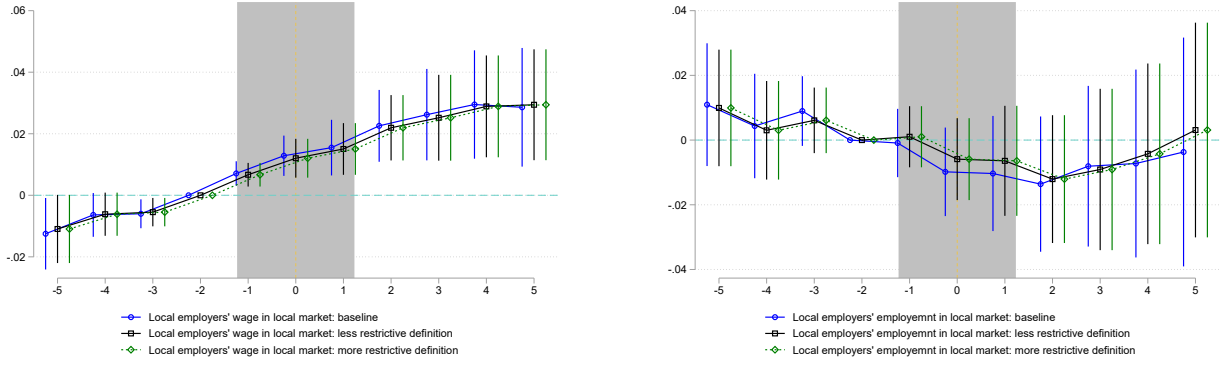 .06
.04
.02
0
-.02
-5 -4 -3 -2 -1 0 1 2 3 4 5
Local employers' wage in local market: baseline
Local employers' wage in local market: less restrictive definition
Local employers' wage in local market: more restrictive definition
.04
.02
0
-.02
-.04
-5 -4 -3 -2 -1 0 1 2 3 4 5
Local employers' employemnt in local market: baseline
Local employers' employemnt in local market: less restrictive definition
Local employers' employemnt in local market: more restrictive definition